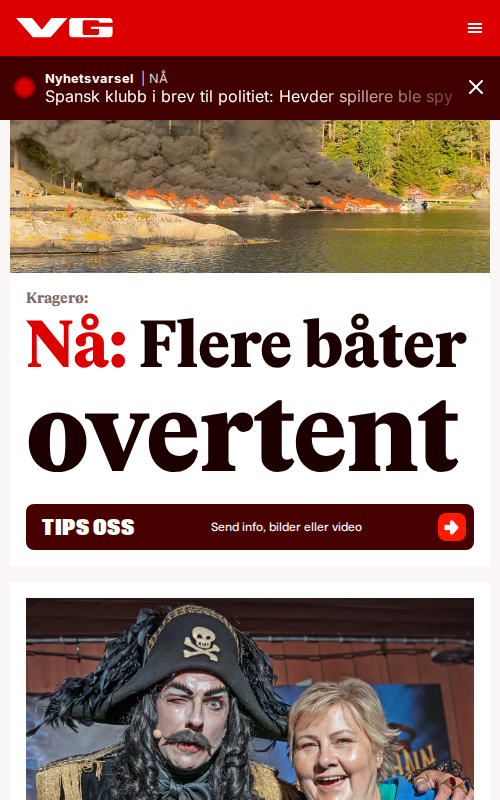 VG
Nyhetsvarsel | NÅ
Spansk klubb i brev til politiet: Hevder spillere ble spy
Kragerø:
Nå: Flere båter
overtent
TIPS OSS
Send info, bilder eller video